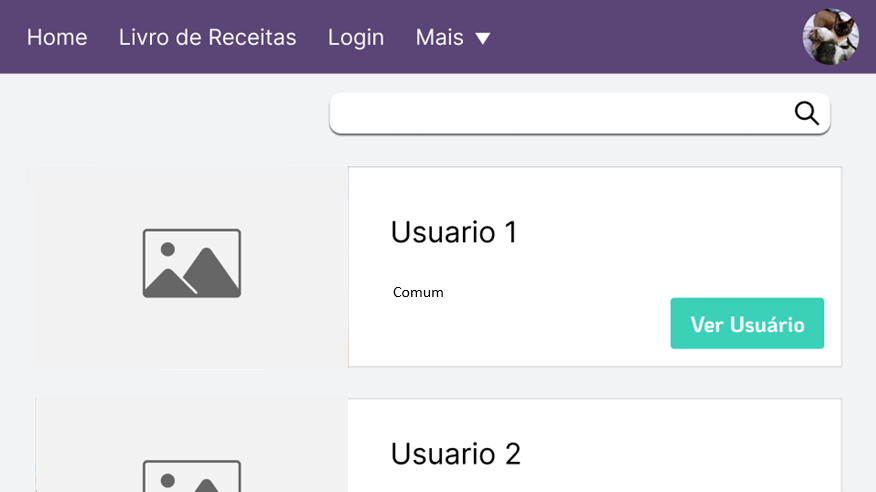 Home Livro de Receitas Login Mais
Usuario 1
Comum
Ver Usuário
Usuario 2